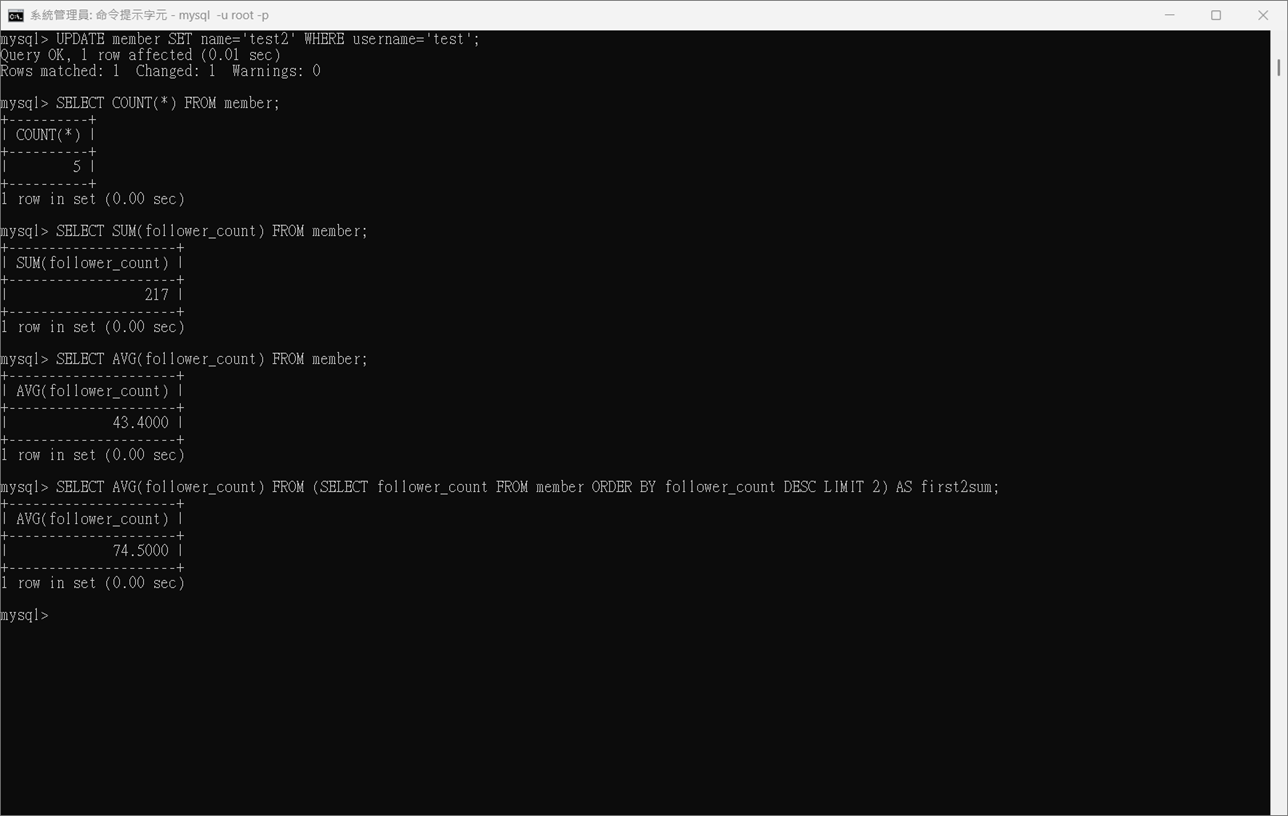 系統管理員: 命令提示字元 - mysql -u root -p
mysql> UPDATE member SET name='test2' WHERE username='test';
Query OK, 1 row affected (0.01 sec)
Rows matched: 1  Changed: 1  Warnings: 0
mysql> SELECT COUNT(*) FROM member;
+----------+
| COUNT(*) |
+----------+
|        5 |
+----------+
1 row in set (0.00 sec)
mysql> SELECT SUM(follower_count) FROM member;
+---------------------+
| SUM(follower_count) |
+---------------------+
|                 217 |
+---------------------+
1 row in set (0.00 sec)
mysql> SELECT AVG(follower_count) FROM member;
+---------------------+
| AVG(follower_count) |
+---------------------+
|             43.4000 |
+---------------------+
1 row in set (0.00 sec)
mysql> SELECT AVG(follower_count) FROM (SELECT follower_count FROM member ORDER BY follower_count DESC LIMIT 2) AS first2sum;
+---------------------+
| AVG(follower_count) |
+---------------------+
|             74.5000 |
+---------------------+
1 row in set (0.00 sec)
mysql>